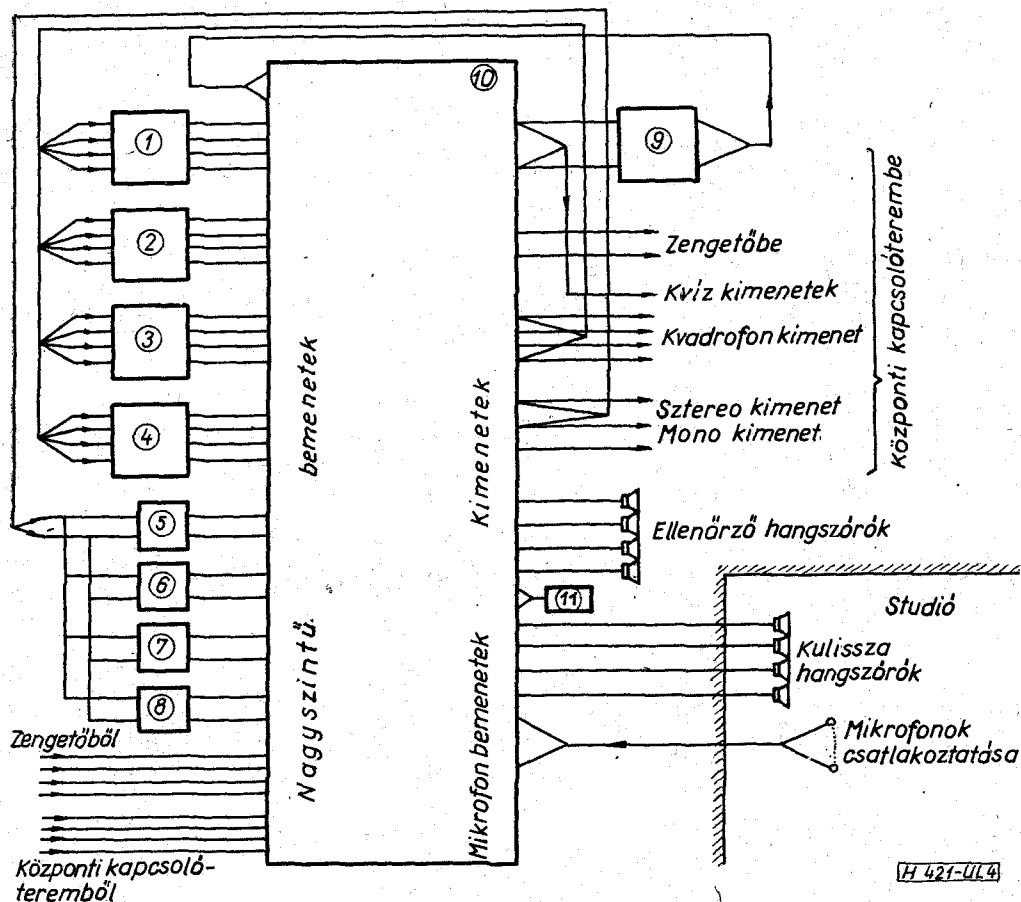 1
2
3
4
5
6
7
8
9
10
11
Nagyszintű.
bemenetek
Kimenetek
Mikrofon bemenetek
Zengetőből
Központi kapcsoló-
teremből
Zengetőbe
Kvíz kimenetek
Kvadrofon kimenet
Sztereo kimenet
Mono kimenet.
Központi kapcsolóterembe
Ellenőrző hangszórók
Studió
Kulissza
hangszórók
Mikrofonok
csatlakoztatása
H 421-ÜL4